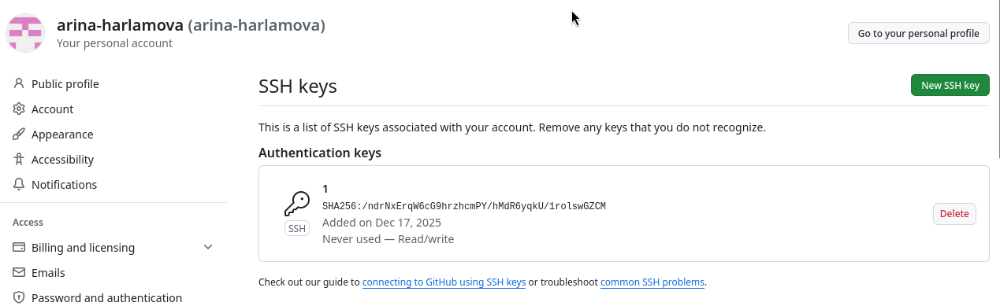 arina-harlamova (arina-harlamova)
Your personal account
Go to your personal profile
Public profile
Account
Appearance
Accessibility
Notifications
Access
Billing and licensing
Emails
Password and authentication
SSH keys
New SSH key
This is a list of SSH keys associated with your account. Remove any keys that you do not recognize.
Authentication keys
1
SHA256:/ndrNxErqW6cG9hrzhcmPY/hMdR6yqkU/1rolswGZCM
SSH
Added on Dec 17, 2025
Never used — Read/write
Delete
Check out our guide to connecting to GitHub using SSH keys or troubleshoot common SSH problems.